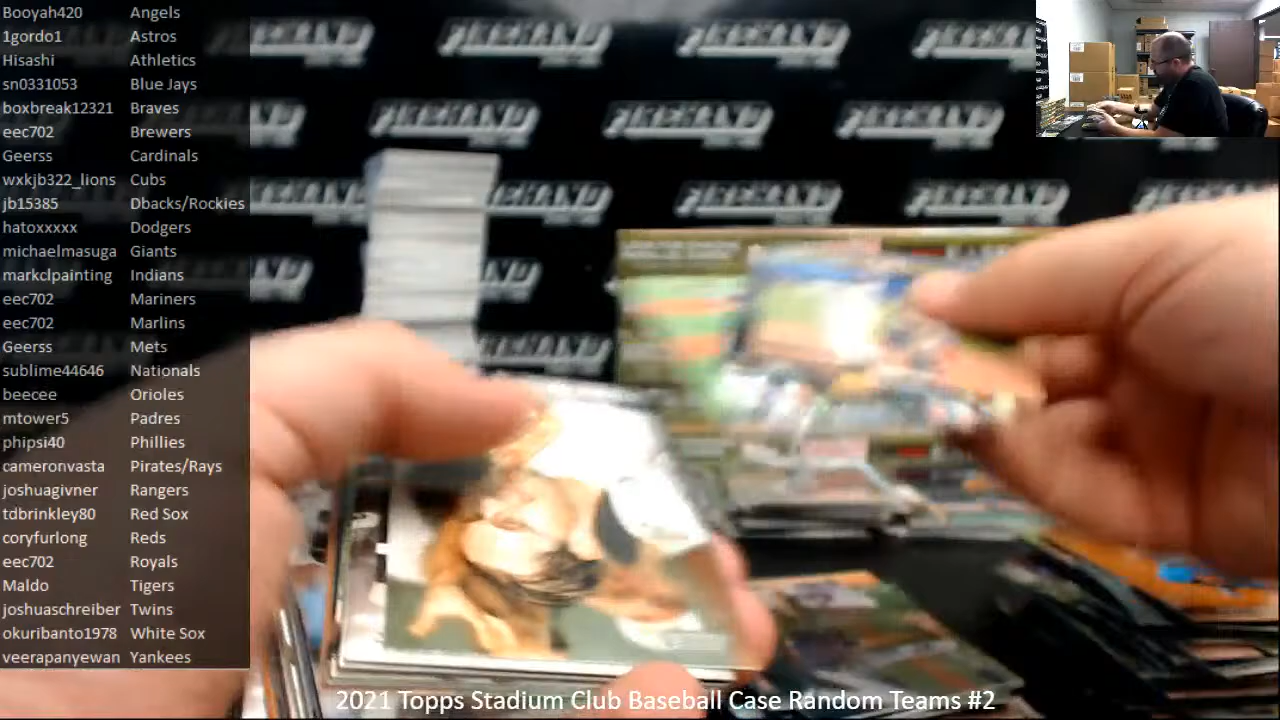 Booyah420 Angels
1gordo1 Astros
Hisashi Athletics
sn0331053 Blue Jays
boxbreak12321 Braves
eec702 Brewers
Geerss Cardinals
wxkjb322_lions Cubs
jb15385 Dbacks/Rockies
hatoxxxxx Dodgers
michaelmasuga Giants
markclpainting Indians
eec702 Mariners
eec702 Marlins
Geerss Mets
sublime44646 Nationals
beecee Orioles
mtower5 Padres
phipsi40 Phillies
cameronvasta Pirates/Rays
joshuagivner Rangers
tdbrinkley80 Red Sox
coryfurlong Reds
eec702 Royals
Maldo Tigers
joshuaschreiber Twins
okuribanto1978 White Sox
veerapanyewan Yankees
2021 Topps Stadium Club Baseball Case Random Teams #2